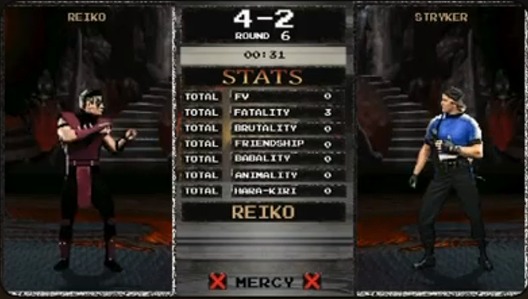 REIKO
4-2
STRYKER
ROUND 6
00:31
STATS
TOTAL FV 0
TOTAL FATALITY 3
TOTAL BRUTALITY 0
TOTAL FRIENDSHIP 0
TOTAL BABALITY 0
TOTAL ANIMALITY 0
TOTAL HARA-KIRI 0
REIKO
X MERCY X